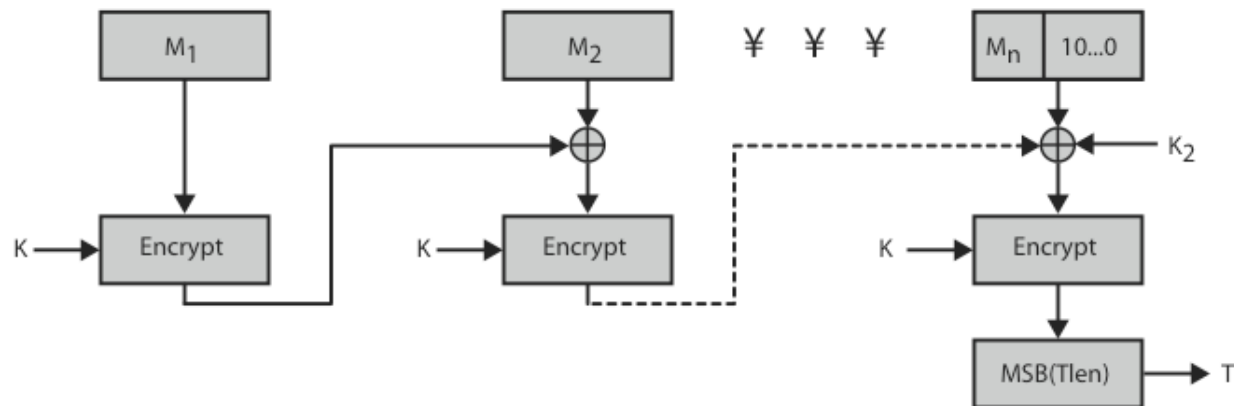 M1 M2 ¥ ¥ ¥ Mn 10...0
K2
K Encrypt K Encrypt K Encrypt
MSB(Tlen) T